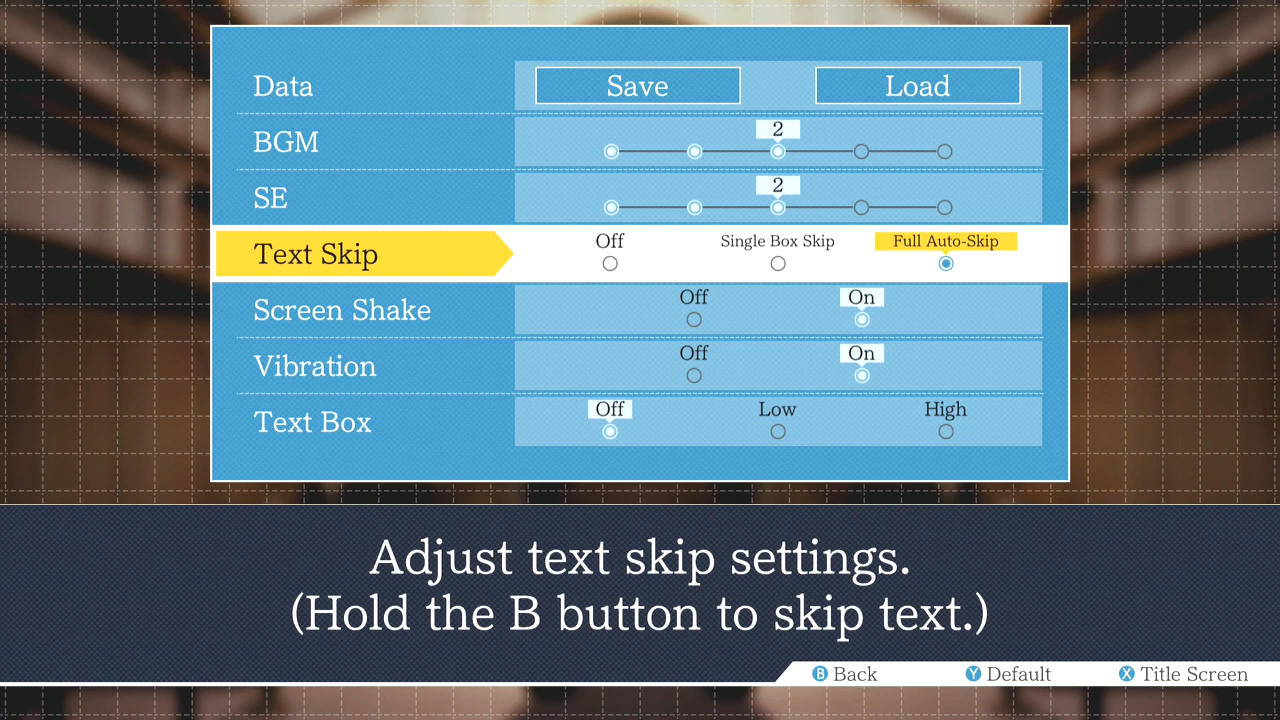 Data Save Load
BGM 2
SE 2
Text Skip Off Single Box Skip Full Auto-Skip
Screen Shake Off On
Vibration Off On
Text Box Off Low High
Adjust text skip settings.
(Hold the B button to skip text.)
B Back Y Default X Title Screen